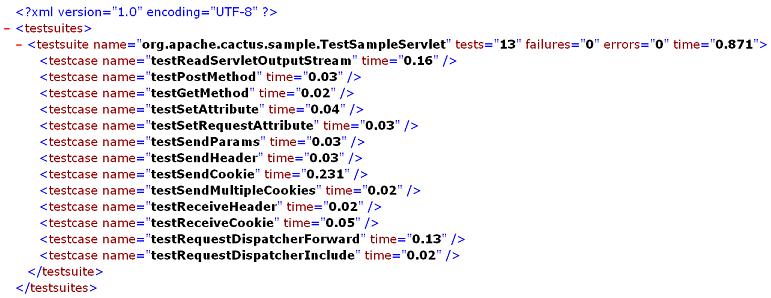 <?xml version="1.0" encoding="UTF-8" ?>
- <testsuites>
- <testsuite name="org.apache.cactus.sample.TestSampleServlet" tests="13" failures="0" errors="0" time="0.871">
<testcase name="testReadServletOutputStream" time="0.16" />
<testcase name="testPostMethod" time="0.03" />
<testcase name="testGetMethod" time="0.02" />
<testcase name="testSetAttribute" time="0.04" />
<testcase name="testSetRequestAttribute" time="0.03" />
<testcase name="testSendParams" time="0.03" />
<testcase name="testSendHeader" time="0.03" />
<testcase name="testSendCookie" time="0.231" />
<testcase name="testSendMultipleCookies" time="0.02" />
<testcase name="testReceiveHeader" time="0.02" />
<testcase name="testReceiveCookie" time="0.05" />
<testcase name="testRequestDispatcherForward" time="0.13" />
<testcase name="testRequestDispatcherInclude" time="0.02" />
</testsuite>
</testsuites>